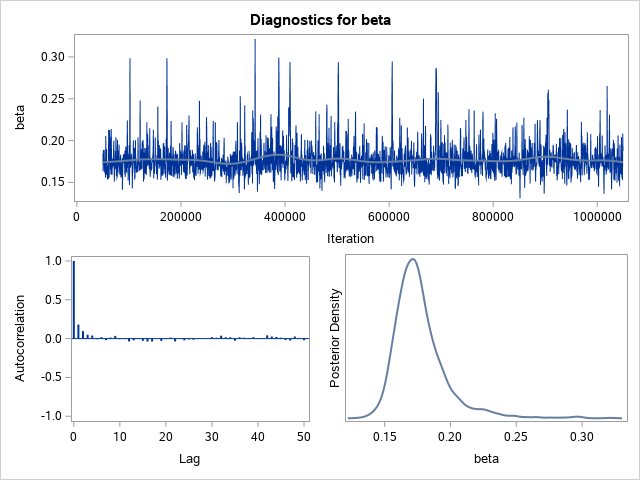 Diagnostics for beta
beta
0.30
0.25
0.20
0.15
0 200000 400000 600000 800000 1000000
Iteration
Autocorrelation
1.0
0.5
0.0
-0.5
-1.0
0 10 20 30 40 50
Lag
Posterior Density
0.15 0.20 0.25 0.30
beta